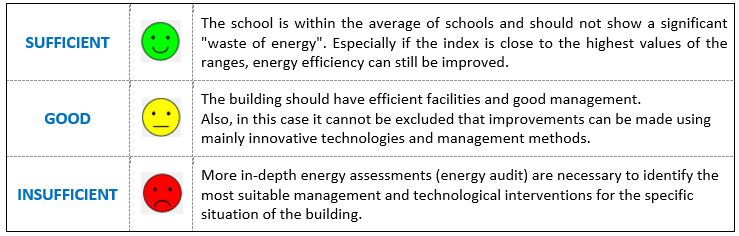 SUFFICIENT
The school is within the average of schools and should not show a significant
"waste of energy". Especially if the index is close to the highest values of the
ranges, energy efficiency can still be improved.
GOOD
The building should have efficient facilities and good management.
Also, in this case it cannot be excluded that improvements can be made using
mainly innovative technologies and management methods.
INSUFFICIENT
More in-depth energy assessments (energy audit) are necessary to identify the
most suitable management and technological interventions for the specific
situation of the building.